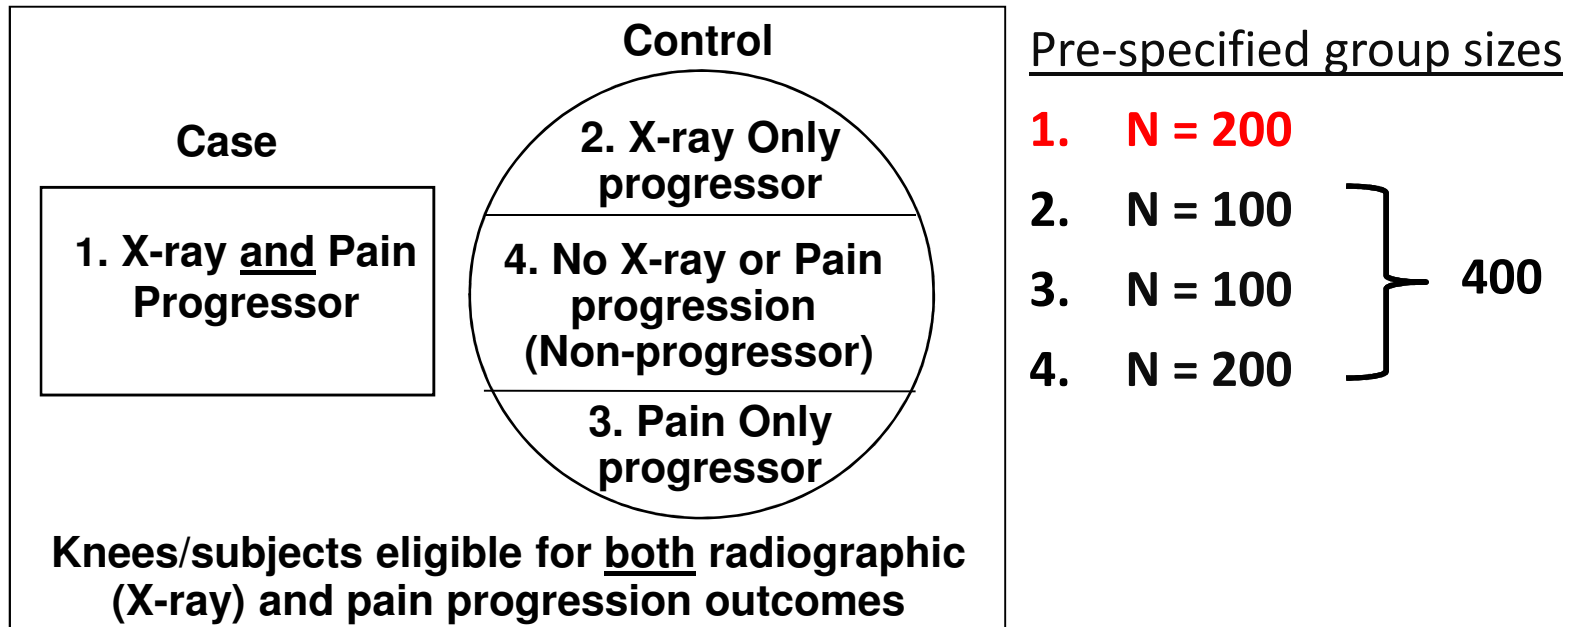 Control
Case
2. X-ray Only
progressor
1. X-ray and Pain
Progressor
4. No X-ray or Pain
progression
(Non-progressor)
3. Pain Only
progressor
Knees/subjects eligible for both radiographic
(X-ray) and pain progression outcomes
Pre-specified group sizes
1. N = 200
2. N = 100
3. N = 100
4. N = 200
400